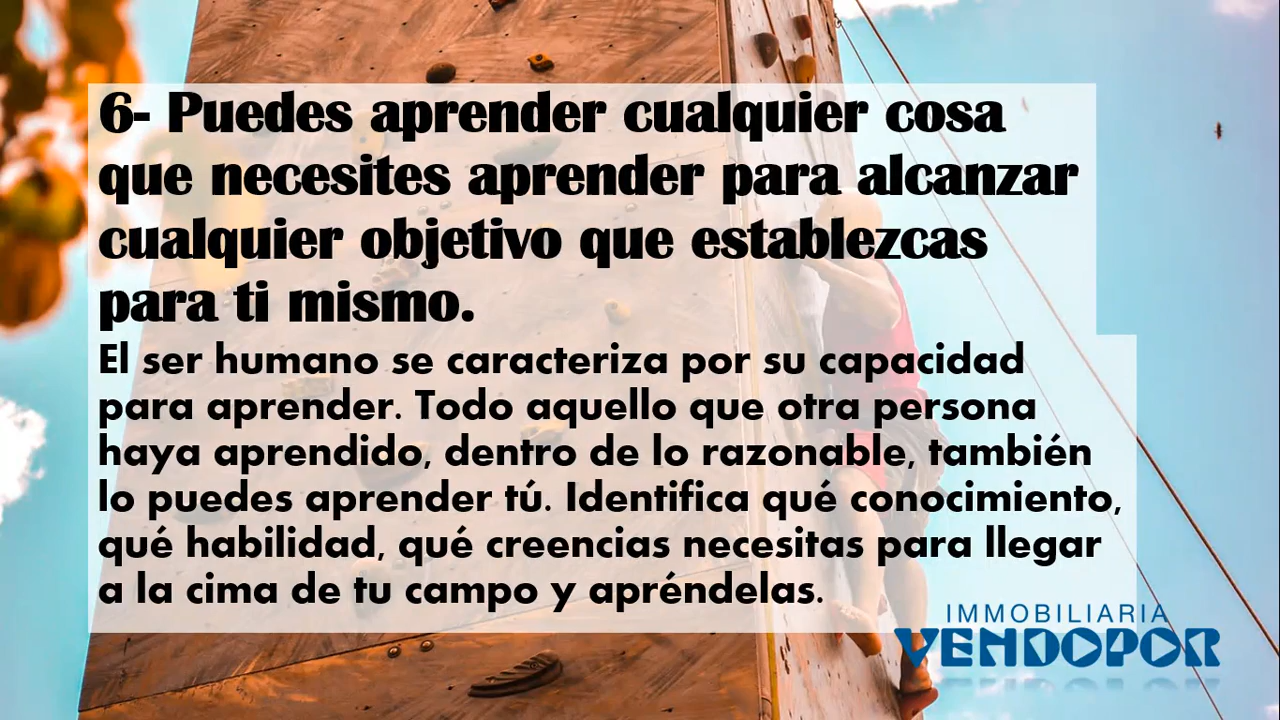 6- Puedes aprender cualquier cosa
que necesites aprender para alcanzar
cualquier objetivo que establezcas
para ti mismo.
El ser humano se caracteriza por su capacidad
para aprender. Todo aquello que otra persona
haya aprendido, dentro de lo razonable, también
lo puedes aprender tú. Identifica qué conocimiento,
qué habilidad, qué creencias necesitas para llegar
a la cima de tu campo y apréndelas.
IMMOBILIARIA
VENDOPOR